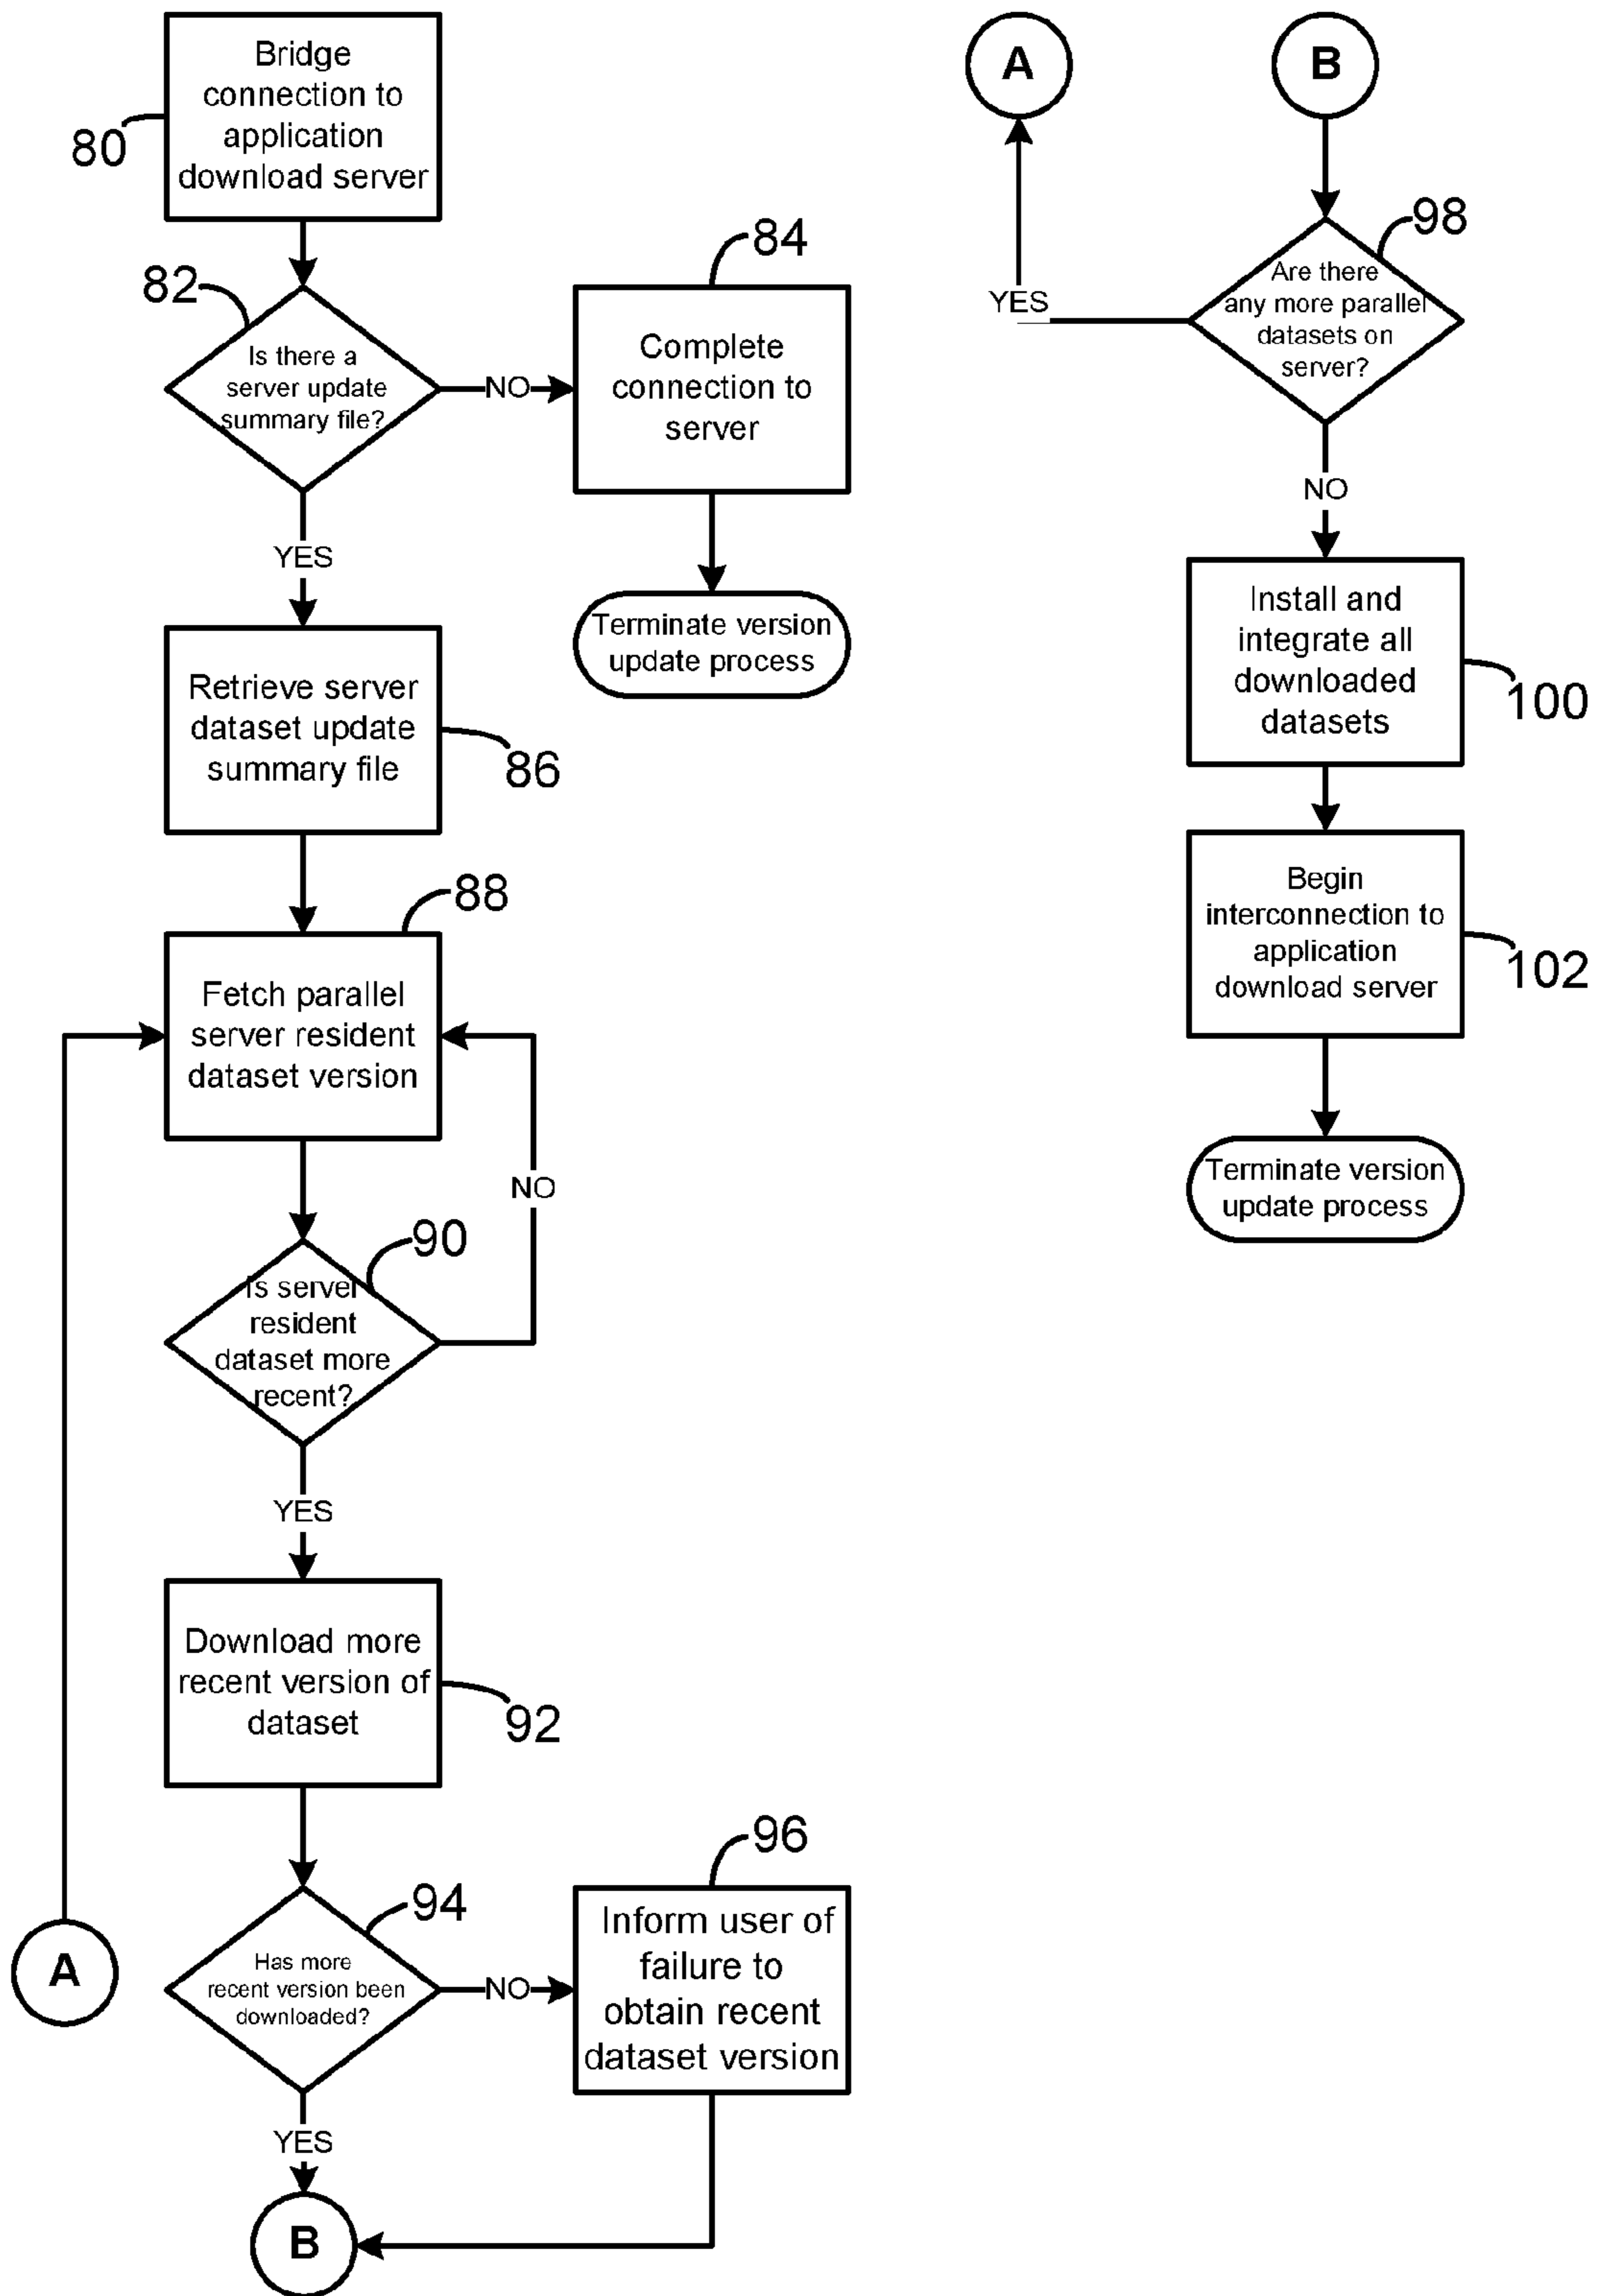 Bridge
connection to
application
download server
80
82
Is there a
server update
summary file?
NO
84
Complete
connection to
server
Terminate version
update process
YES
Retrieve server
dataset update
summary file
86
88
Fetch parallel
server resident
dataset version
NO
90
Is server
resident
dataset more
recent?
YES
Download more
recent version of
dataset
92
94
Has more
recent version been
downloaded?
NO
96
Inform user of
failure to
obtain recent
dataset version
A
YES
B
A
B
98
Are there
any more parallel
datasets on
server?
YES
NO
Install and
integrate all
downloaded
datasets
100
Begin
interconnection to
application
download server
102
Terminate version
update process